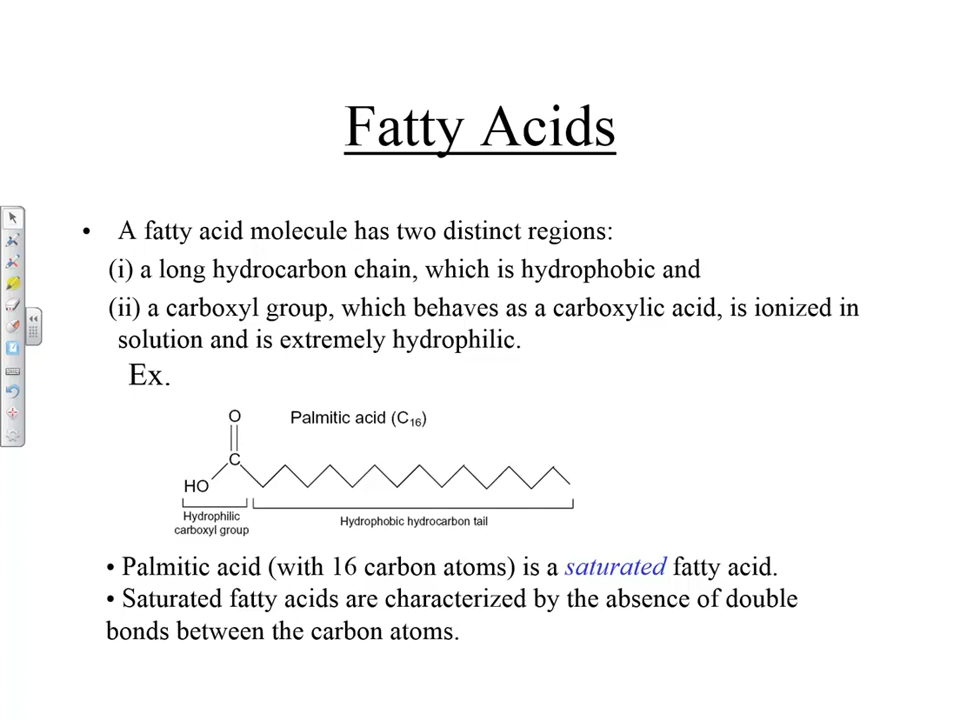 Fatty Acids
• A fatty acid molecule has two distinct regions:
(i) a long hydrocarbon chain, which is hydrophobic and
(ii) a carboxyl group, which behaves as a carboxylic acid, is ionized in
solution and is extremely hydrophilic.
Ex.
O
Palmitic acid (C₁₆)
C
HO
Hydrophilic
carboxyl group
Hydrophobic hydrocarbon tail
• Palmitic acid (with 16 carbon atoms) is a saturated fatty acid.
• Saturated fatty acids are characterized by the absence of double
bonds between the carbon atoms.